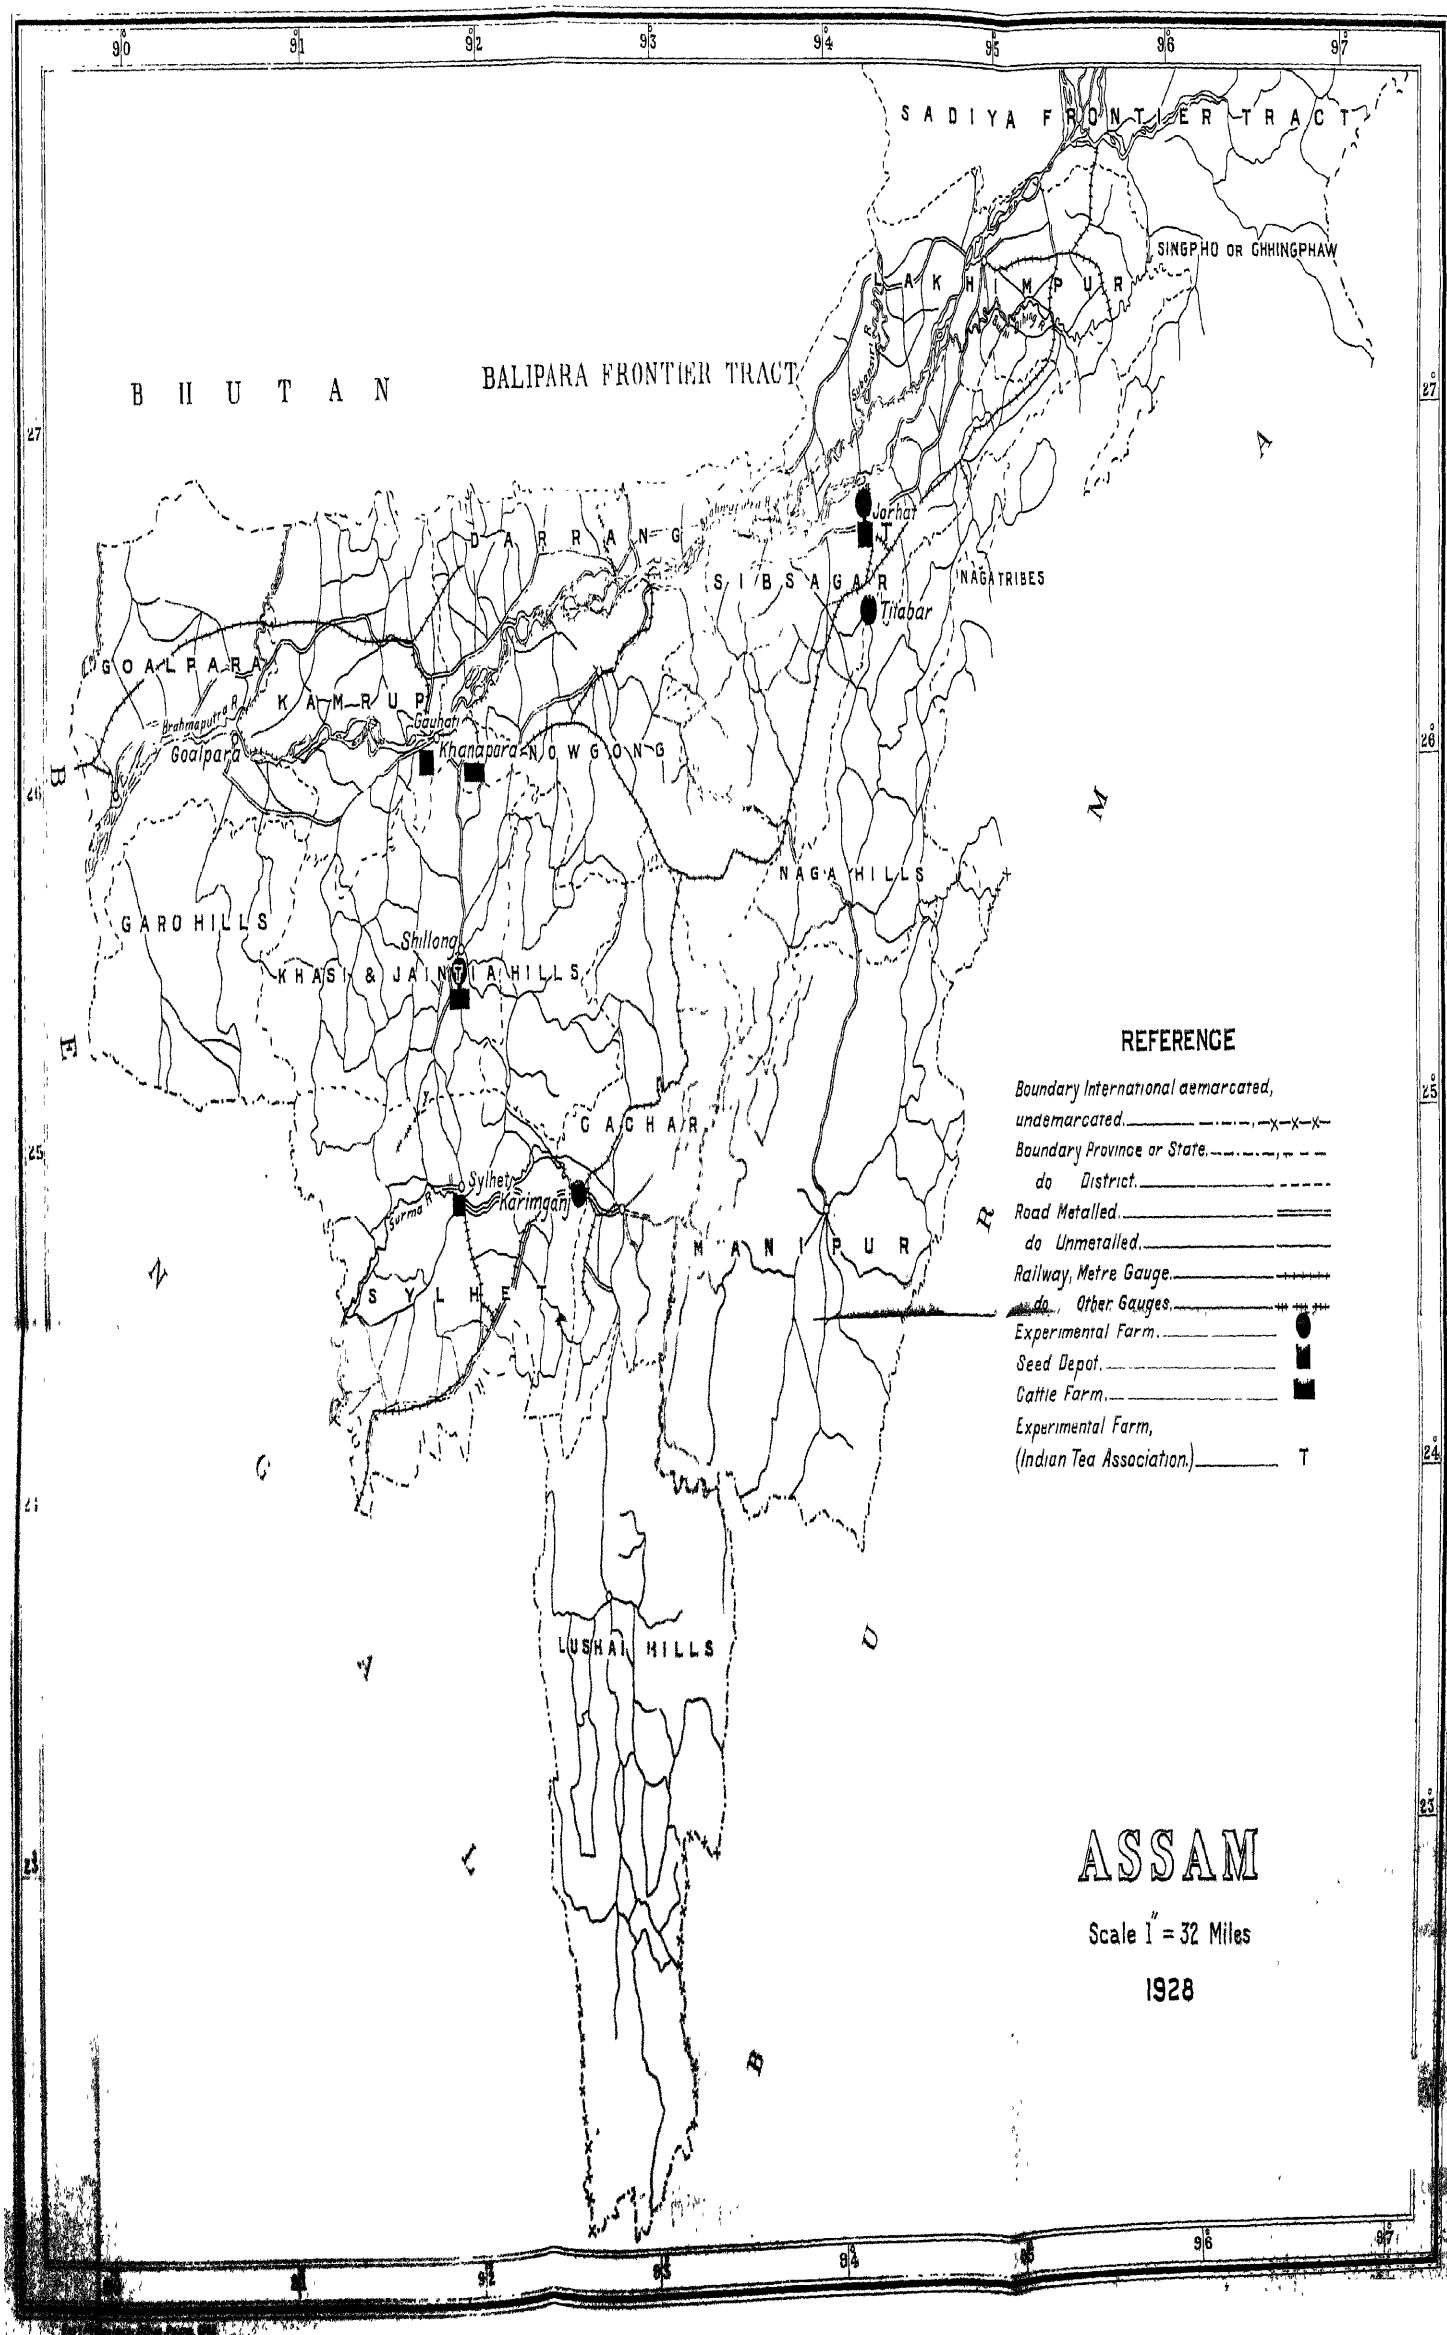 90° 91° 92° 93° 94° 95° 96° 97°
SADIYA FRONTIER TRACT
SINGPHO OR CHHINGPHAW
LAKHIMPUR
BHUTAN
BALIPARA FRONTIER TRACT
27°
27
A
Jorhat
T
DARRANG
SIBSAGAR
NAGA TRIBES
Titabar
GOALPARA
KAMRUP
Brahmaputra R.
Gauhati
Goalpara
Khanapara
NOWGONG
26°
26
B
M
NAGA HILLS
GARO HILLS
Shillong
KHASI & JAINTIA HILLS
T
E
REFERENCE
Boundary International demarcated,
undemarcated.
Boundary Province or State.
do District.
Road Metalled.
do Unmetalled.
Railway, Metre Gauge.
do. Other Gauges.
Experimental Farm.
Seed Depot.
Cattle Farm.
Experimental Farm,
(Indian Tea Association.) T
25°
25
CACHAR
Sylhet
Karimganj
Surma R.
R
MANIPUR
N
SYLHET
G
24°
U
A
LUSHAI HILLS
23°
23
L
ASSAM
Scale 1" = 32 Miles
1928
B
92 93 94 95 96 97